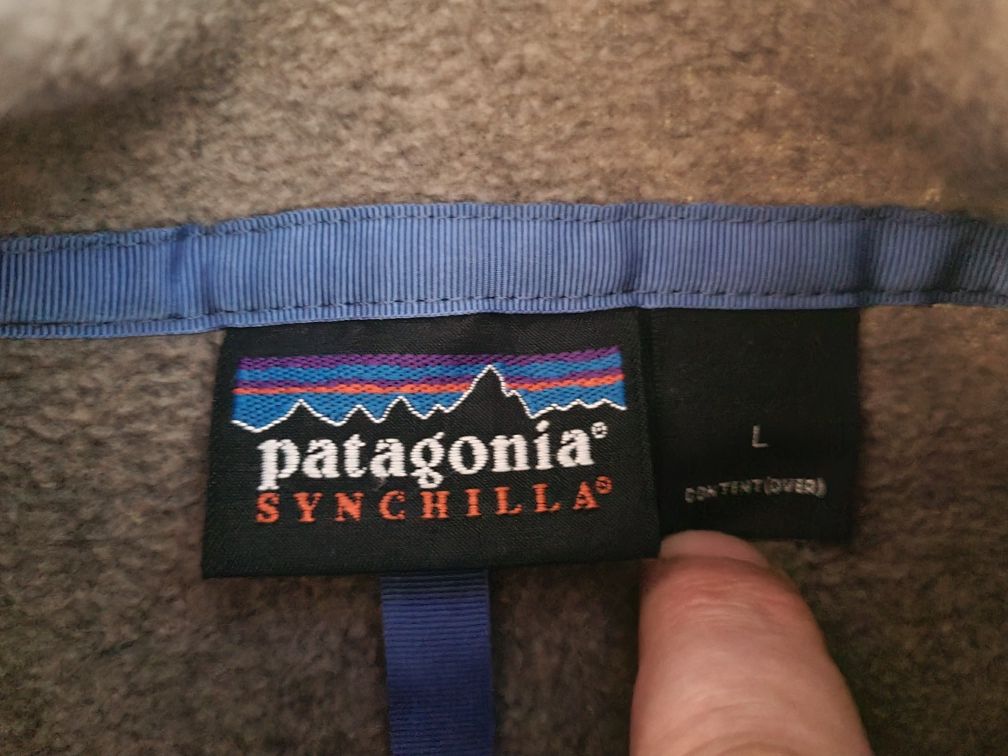 patagonia®
SYNCHILLA®
L
CONTENT(OVER)